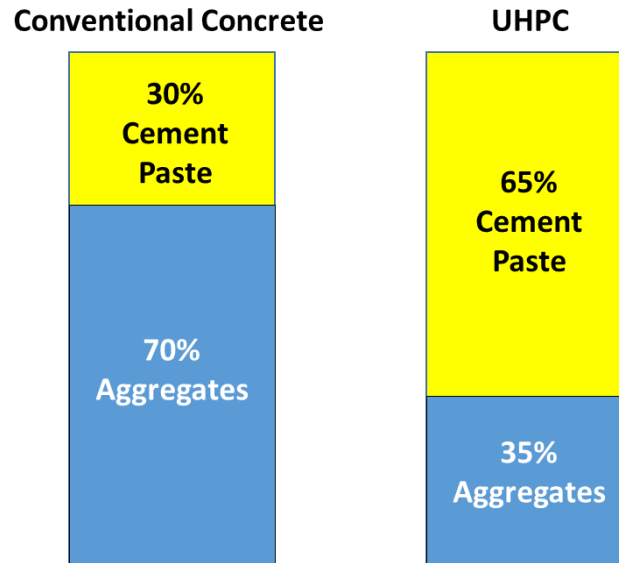 Conventional Concrete
UHPC
30%
Cement
Paste
65%
Cement
Paste
70%
Aggregates
35%
Aggregates